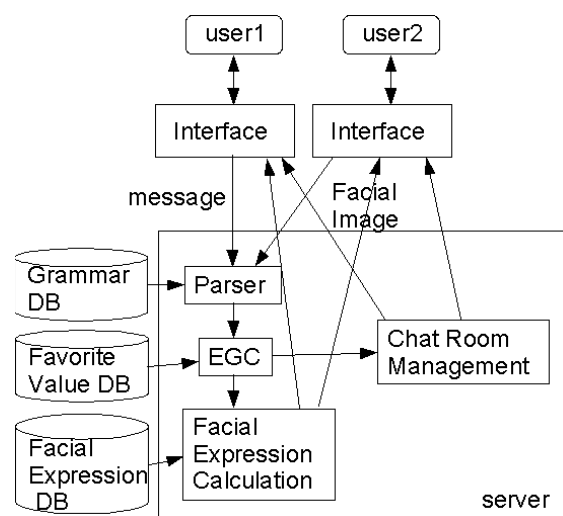 user1
user2
Interface
Interface
message
Facial
Image
Grammar
DB
Parser
Favorite
Value DB
EGC
Chat Room
Management
Facial
Expression
DB
Facial
Expression
Calculation
server